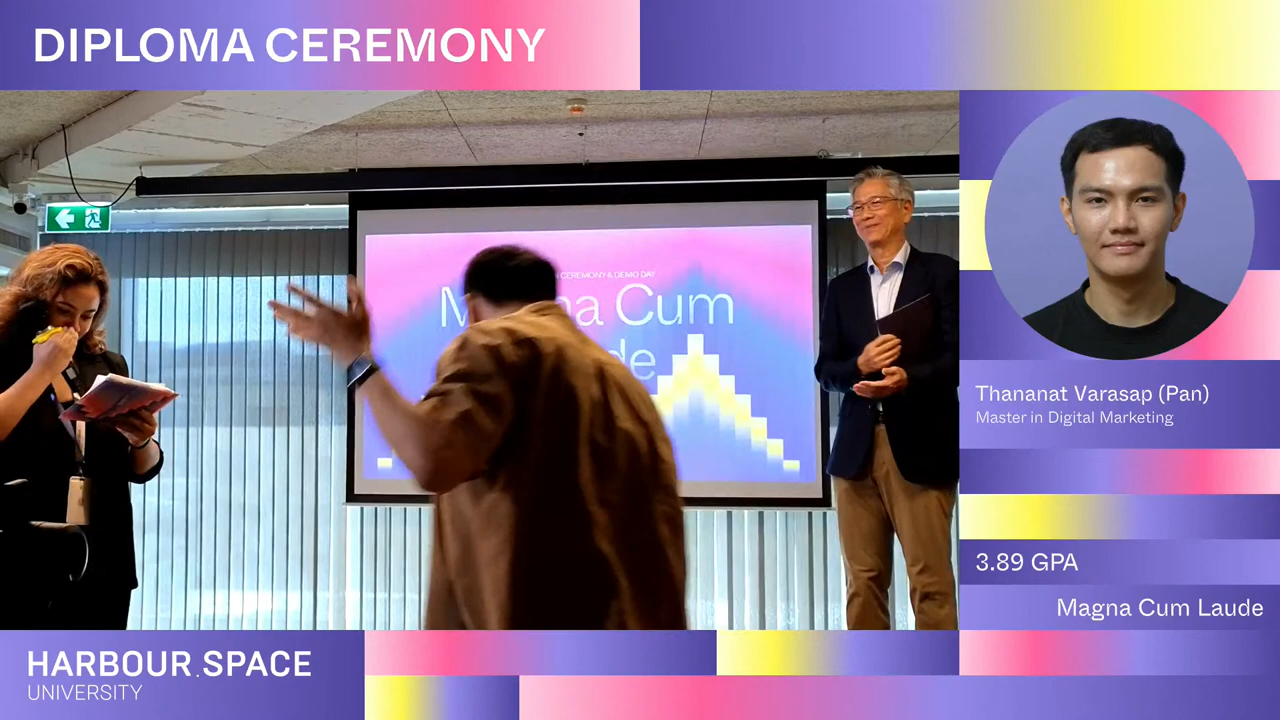 DIPLOMA CEREMONY
CEREMONY & DEMO DAY
Cum
Thananat Varasap (Pan)
Master in Digital Marketing
3.89 GPA
Magna Cum Laude
HARBOUR.SPACE
UNIVERSITY